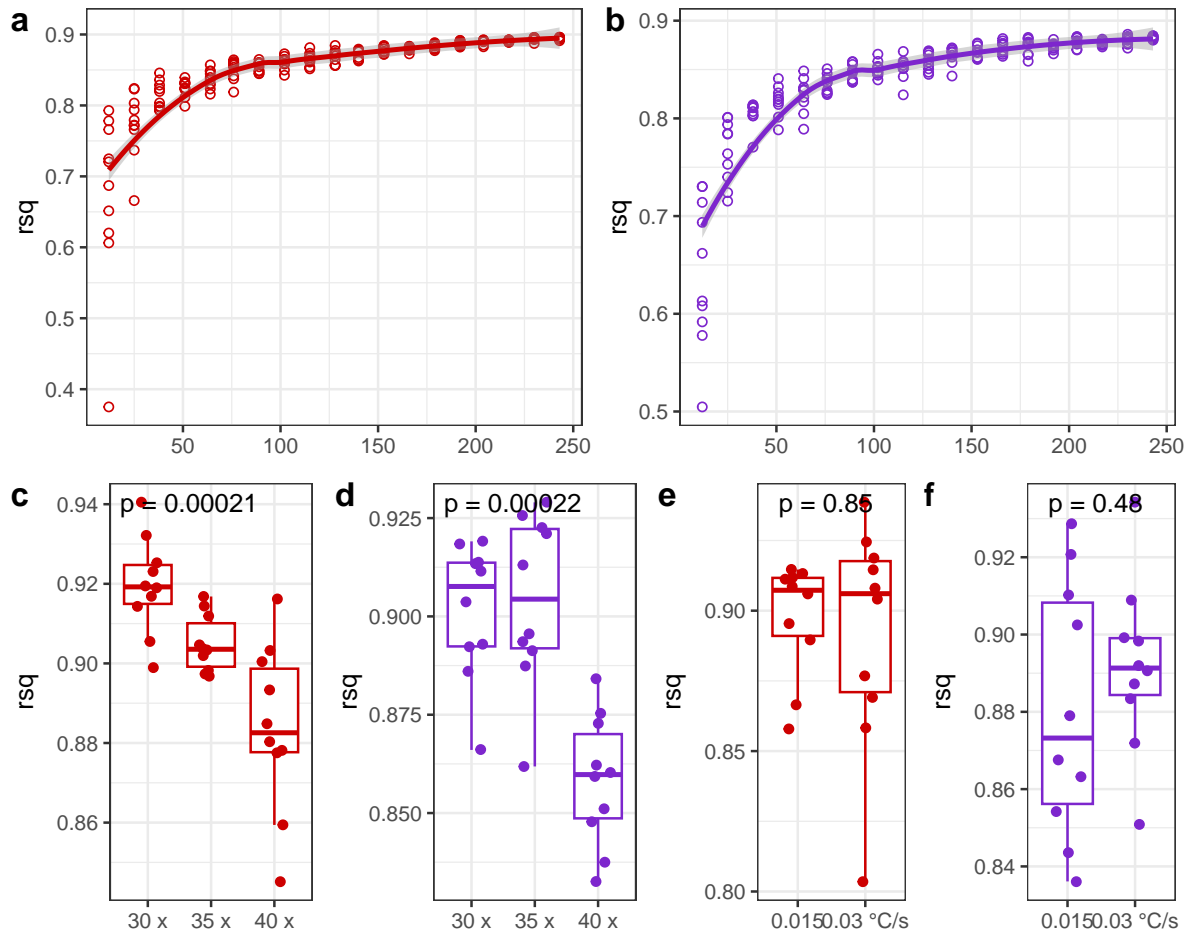 a
rsq
0.9
0.8
0.7
0.6
0.5
0.4
50 100 150 200 250
b
rsq
0.9
0.8
0.7
0.6
0.5
50 100 150 200 250
c
rsq
p = 0.00021
0.94
0.92
0.90
0.88
0.86
30 x 35 x 40 x
d
rsq
p = 0.00022
0.925
0.900
0.875
0.850
30 x 35 x 40 x
e
rsq
p = 0.85
0.90
0.85
0.80
0.015 0.03 °C/s
f
rsq
p = 0.48
0.92
0.90
0.88
0.86
0.84
0.015 0.03 °C/s